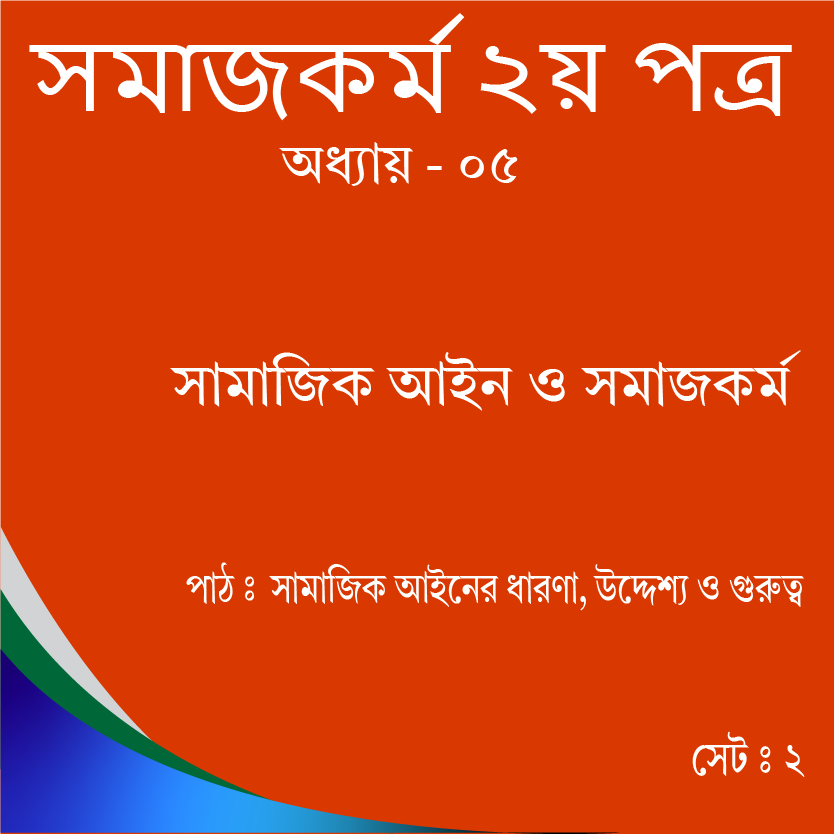 সমাজকর্ম ২য় পত্র
অধ্যায় - ০৫
সামাজিক আইন ও সমাজকর্ম
পাঠ ঃ সামাজিক আইনের ধারণা, উদ্দেশ্য ও গুরুত্ব
সেট ঃ ২